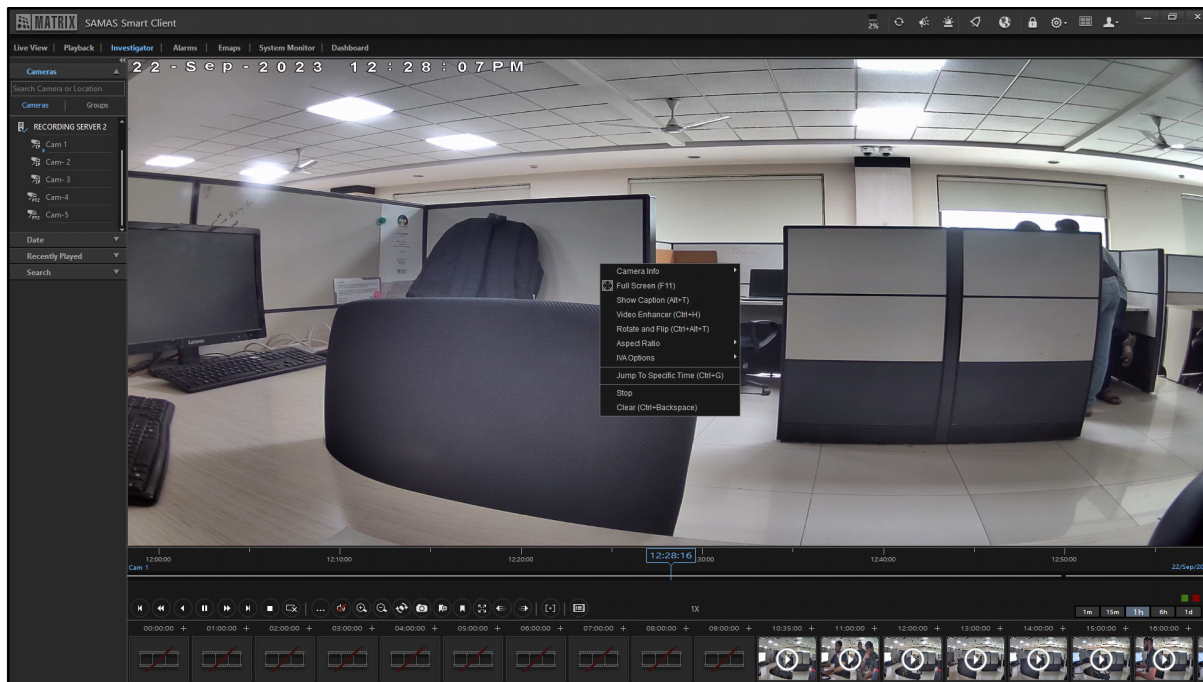 MATRIX SAMAS Smart Client
2%
Live View | Playback | Investigator | Alarms | Emaps | System Monitor | Dashboard
Cameras
Search Camera or Location
Cameras | Groups
RECORDING SERVER 2
Cam 1
Cam- 2
Cam- 3
Cam-4
Cam-5
Date
Recently Played
Search
22-Sep-2023 12:28:07PM
Lenovo
Camera Info
Full Screen (F11)
Show Caption (Alt+T)
Video Enhancer (Ctrl+H)
Rotate and Flip (Ctrl+Alt+T)
Aspect Ratio
IVA Options
Jump To Specific Time (Ctrl+G)
Stop
Clear (Ctrl+Backspace)
12:00:00 12:10:00 12:20:00 12:28:16 :30:00 12:40:00 12:50:00
Cam 1 22/Sep/20
1X
1m 15m 1h 6h 1d
00:00:00 + 01:00:00 + 02:00:00 + 03:00:00 + 04:00:00 + 05:00:00 + 06:00:00 + 07:00:00 + 08:00:00 + 09:00:00 + 10:35:00 + 11:00:00 + 12:00:00 + 13:00:00 + 14:00:00 + 15:00:00 + 16:00:00 +